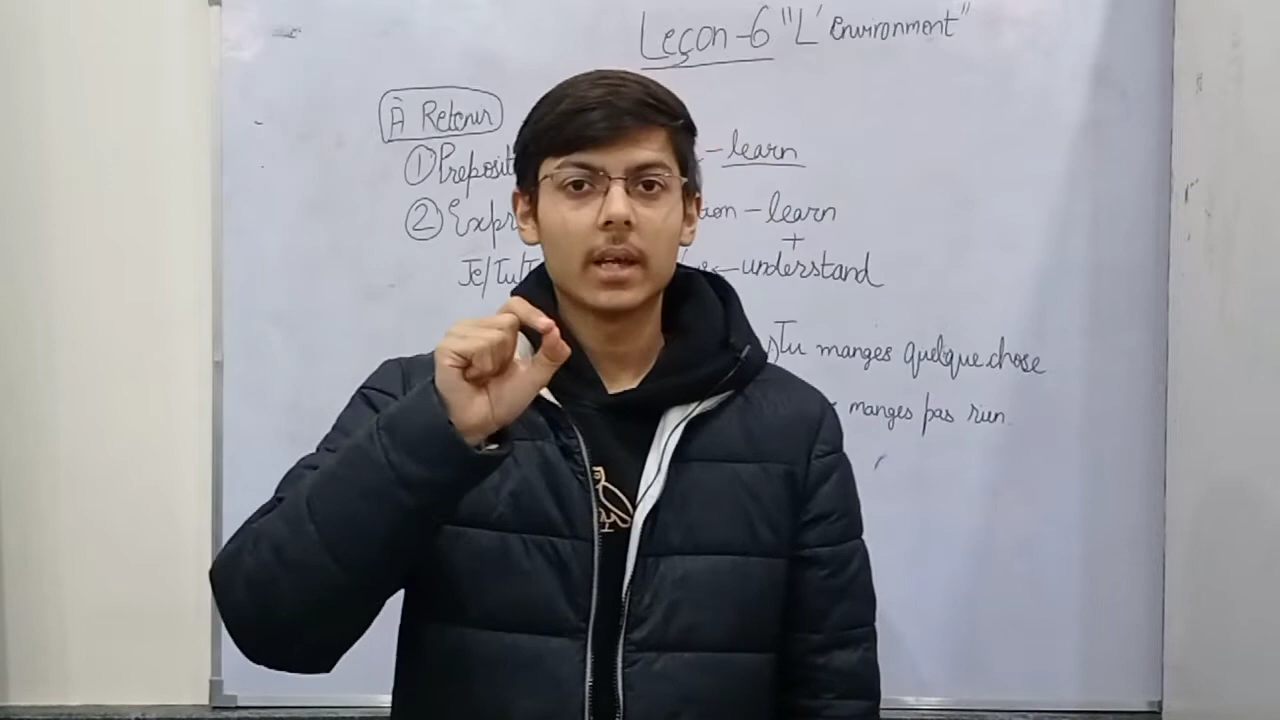 Leçon-6 "L'Environment"
À Retenir
① Preposit - learn
② Expr ion - learn
+
Je/Tu/ - understand
Tu manges quelque chose
manges pas rien.